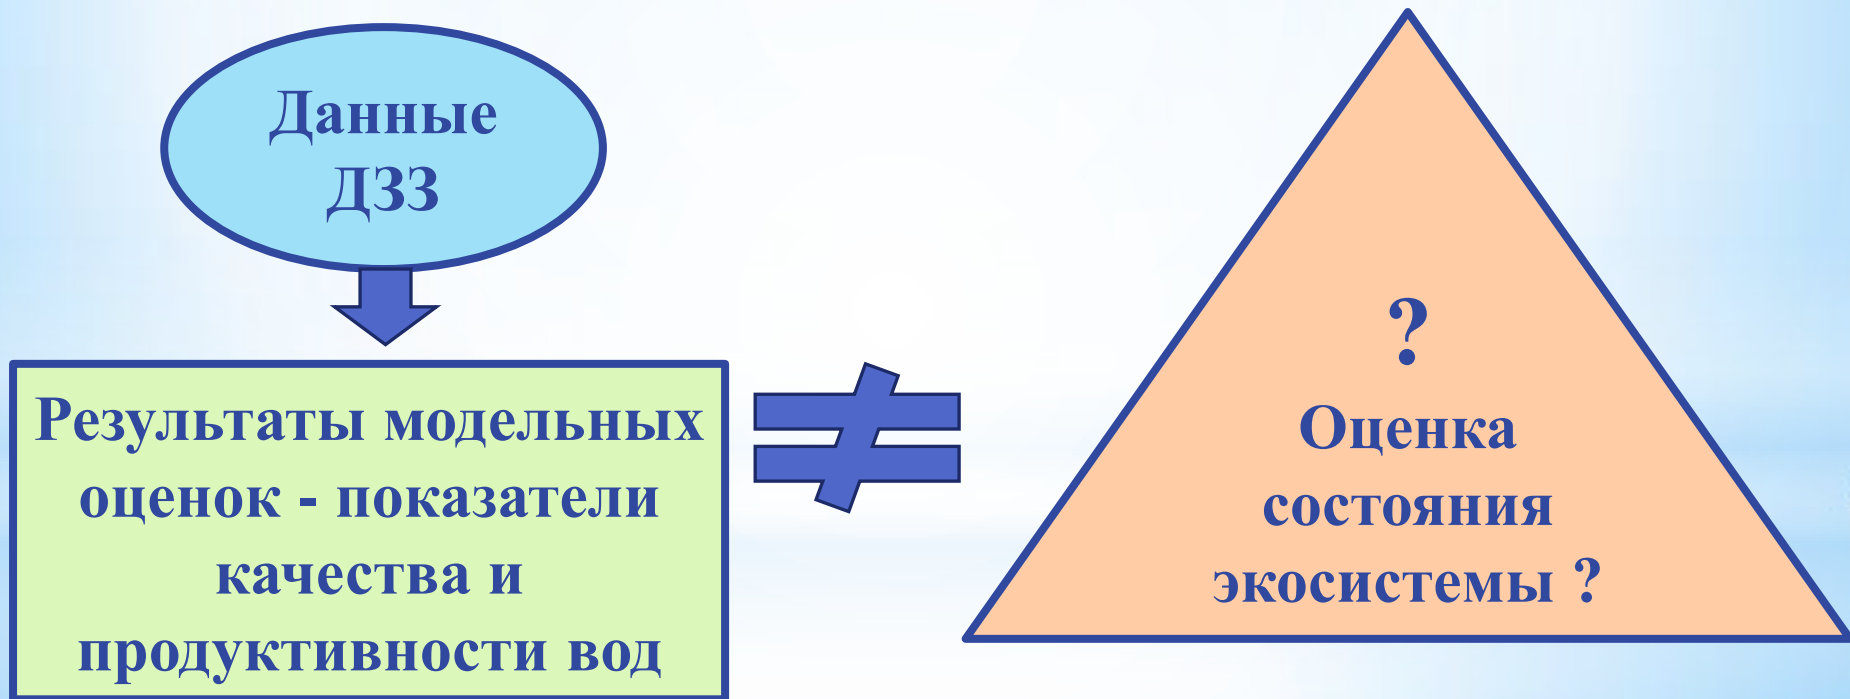 Данные
ДЗЗ
Результаты модельных
оценок - показатели
качества и
продуктивности вод
?
Оценка
состояния
экосистемы ?